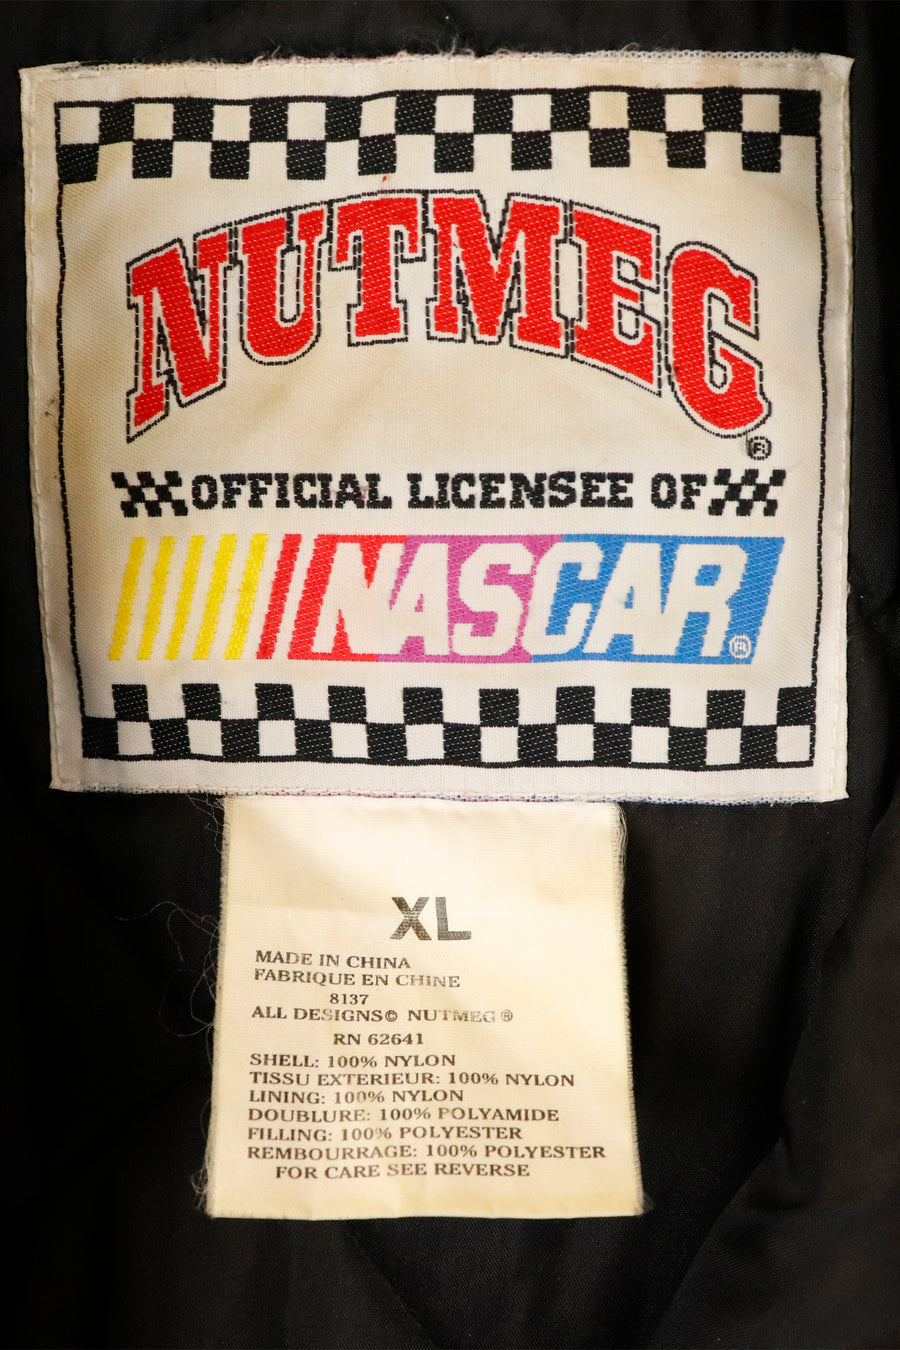 NUTMEG
®
OFFICIAL LICENSEE OF
NASCAR ®
XL
MADE IN CHINA
FABRIQUE EN CHINE
8137
ALL DESIGNS© NUTMEG®
RN 62641
SHELL: 100% NYLON
TISSU EXTERIEUR: 100% NYLON
LINING: 100% NYLON
DOUBLURE: 100% POLYAMIDE
FILLING: 100% POLYESTER
REMBOURRAGE: 100% POLYESTER
FOR CARE SEE REVERSE